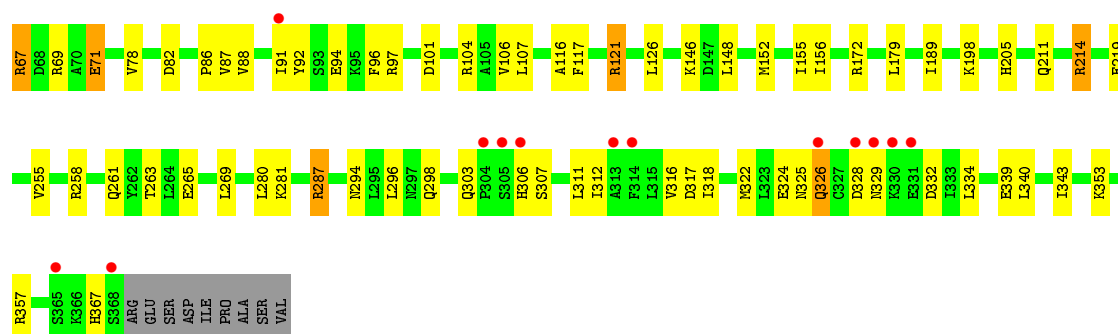 R67 D68 R69 A70 E71 V78 D82 P86 V87 V88 I91 Y92 S93 E94 K95 F96 R97 D101 R104 A105 V106 L107 A116 F117 R121 L126 K146 D147 L148 M152 I155 I156 R172 L179 I189 K198 H205 Q211 R214
V255 R258 Q261 Y262 T263 L264 E265 L269 L280 K281 R287 N294 L295 L296 N297 Q298 Q303 P304 S305 H306 S307 L311 I312 A313 F314 L315 V316 D317 I318 M322 L323 E324 N325 Q326 C327 D328 N329 K330 E331 D332 I333 L334 E339 L340 I343 K353
R357 S365 K366 H367 S368 ARG GLU SER ASP ILE PRO ALA SER VAL